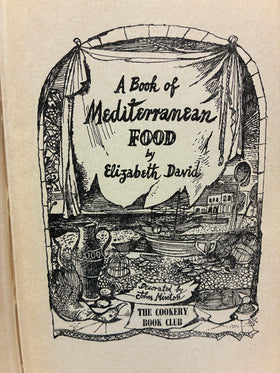 A Book of
Mediterranean
FOOD
by
Elizabeth David
Decorated by
John Minton
THE COOKERY
BOOK CLUB